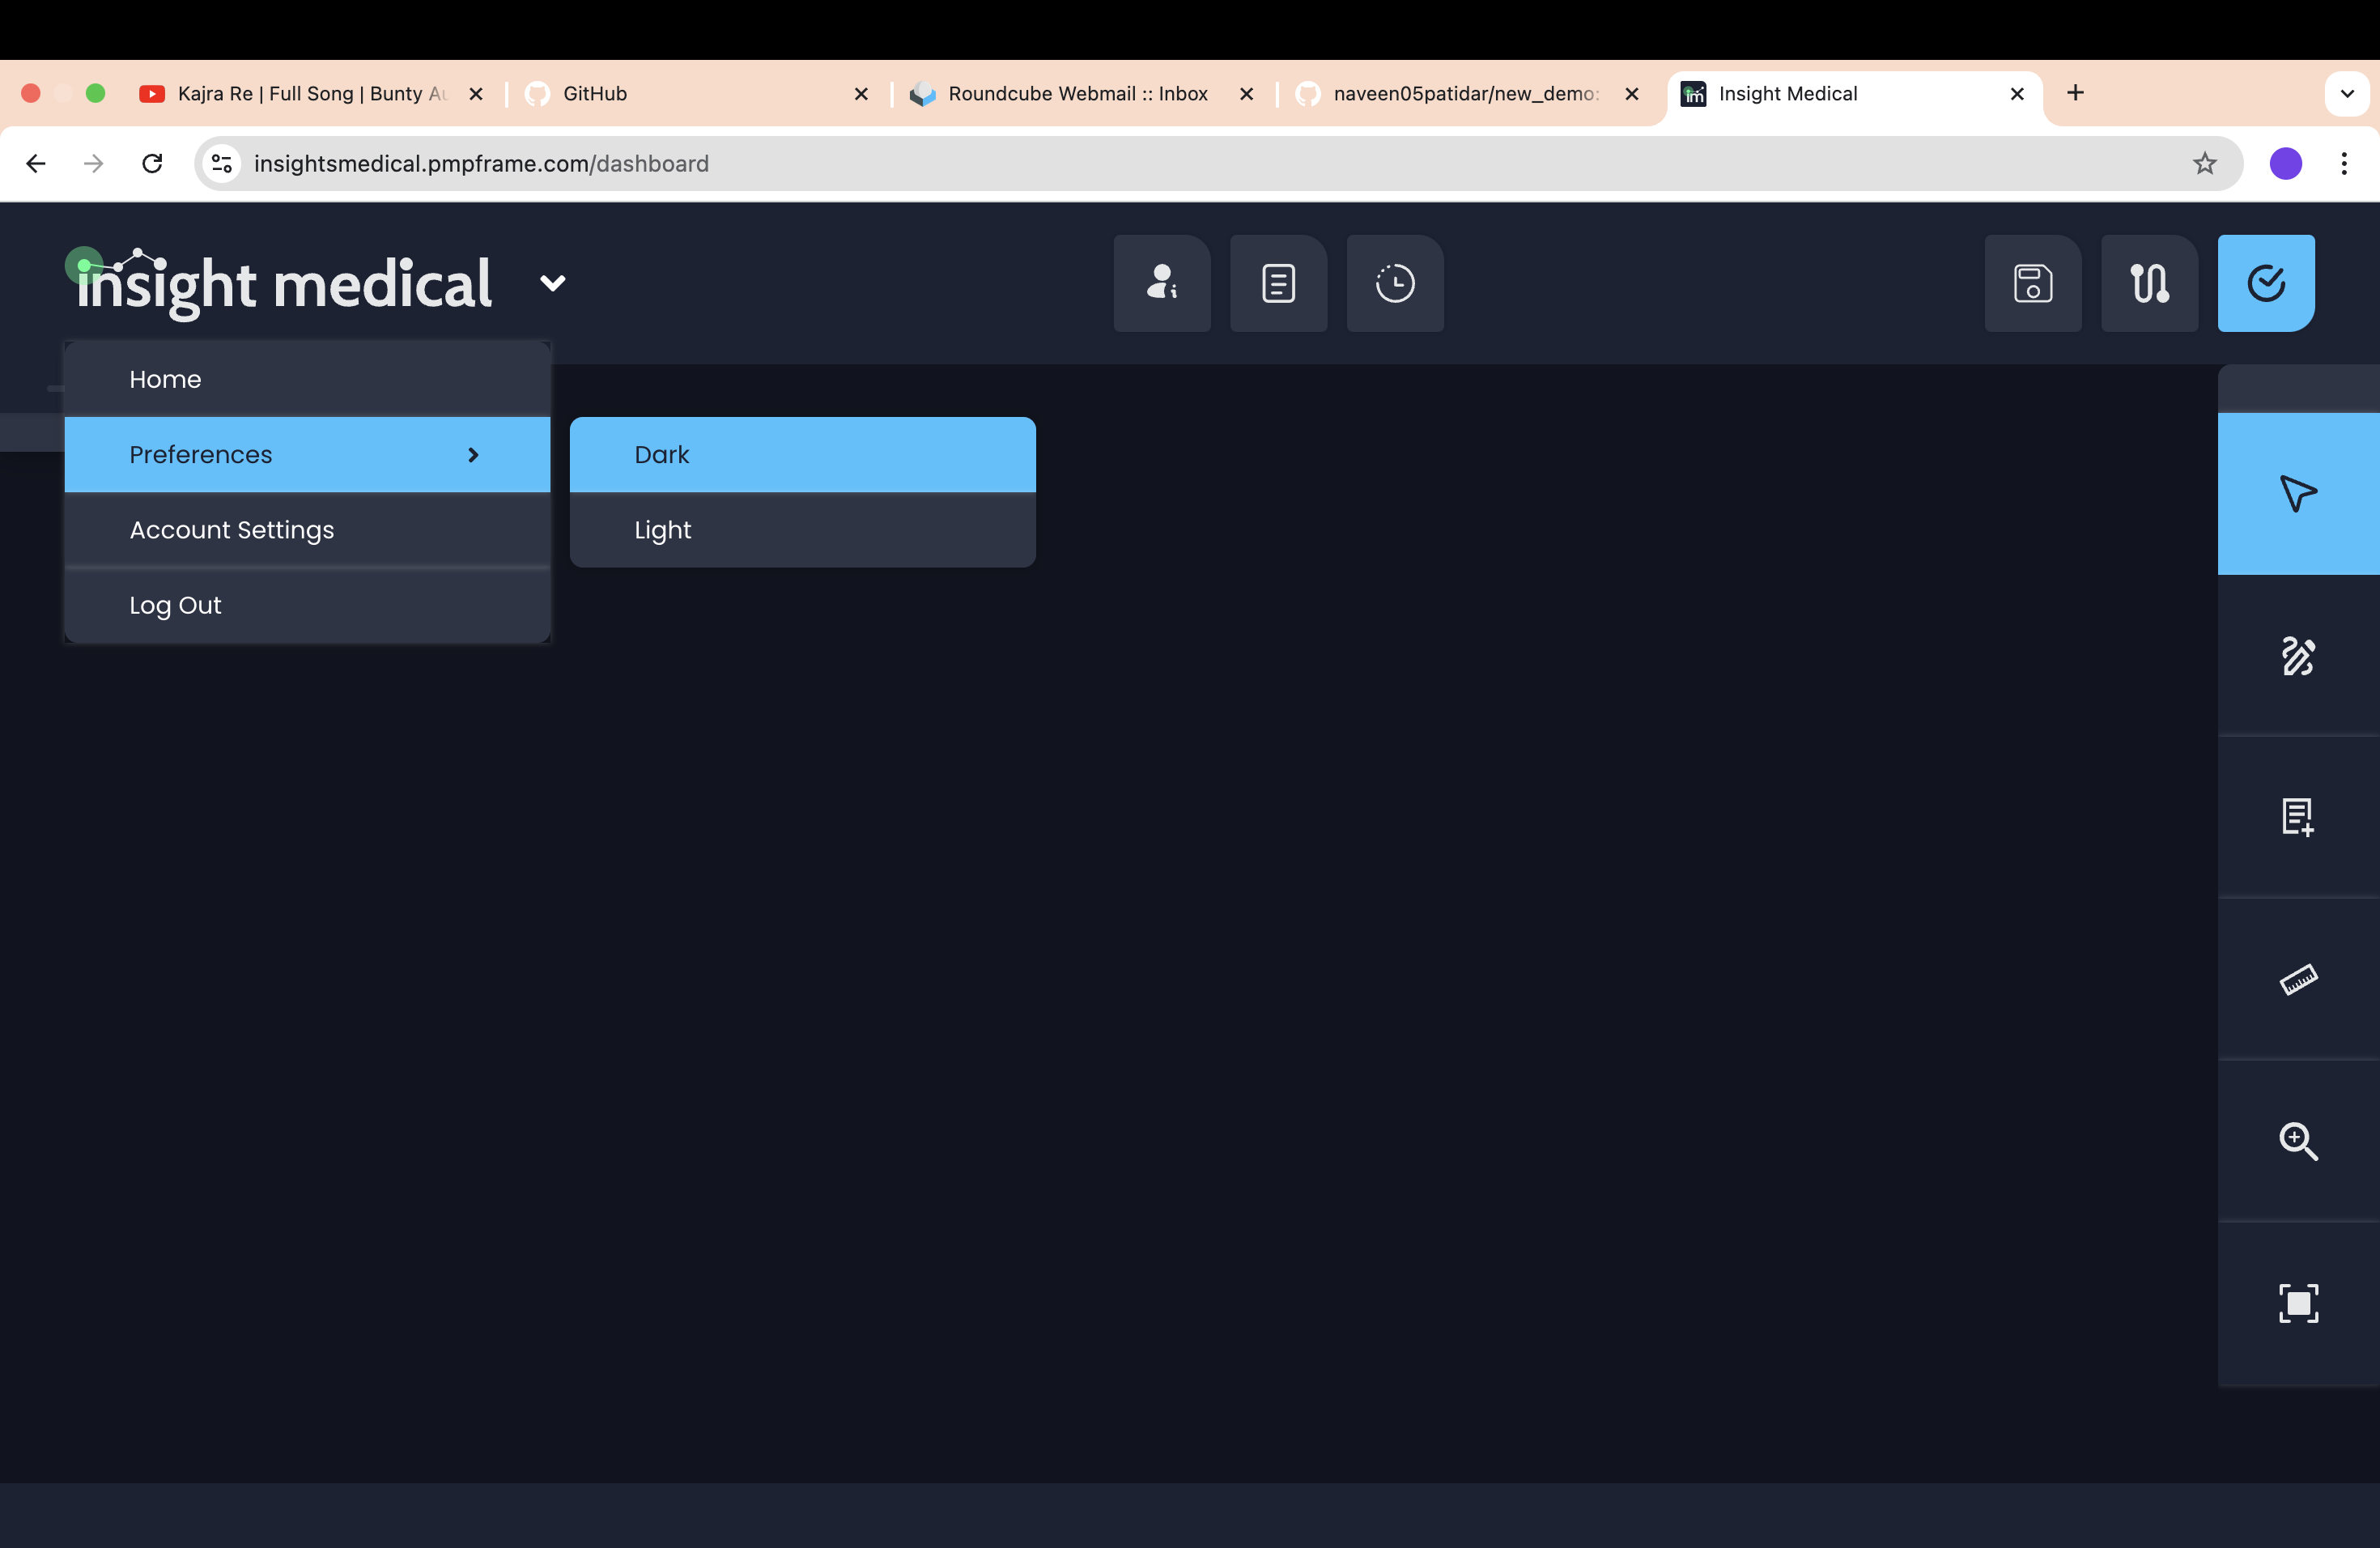 Kajra Re | Full Song | Bunty Au
GitHub
Roundcube Webmail :: Inbox
naveen05patidar/new_demo:
Insight Medical
insightsmedical.pmpframe.com/dashboard
insight medical
Home
Preferences
Dark
Account Settings
Light
Log Out